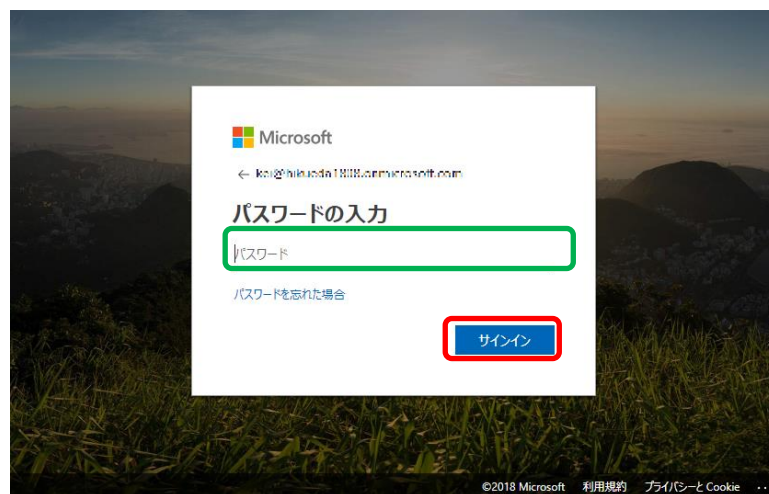 Microsoft
パスワードの入力
パスワード
パスワードを忘れた場合
サインイン
©2018 Microsoft 利用規約 プライバシーと Cookie ..